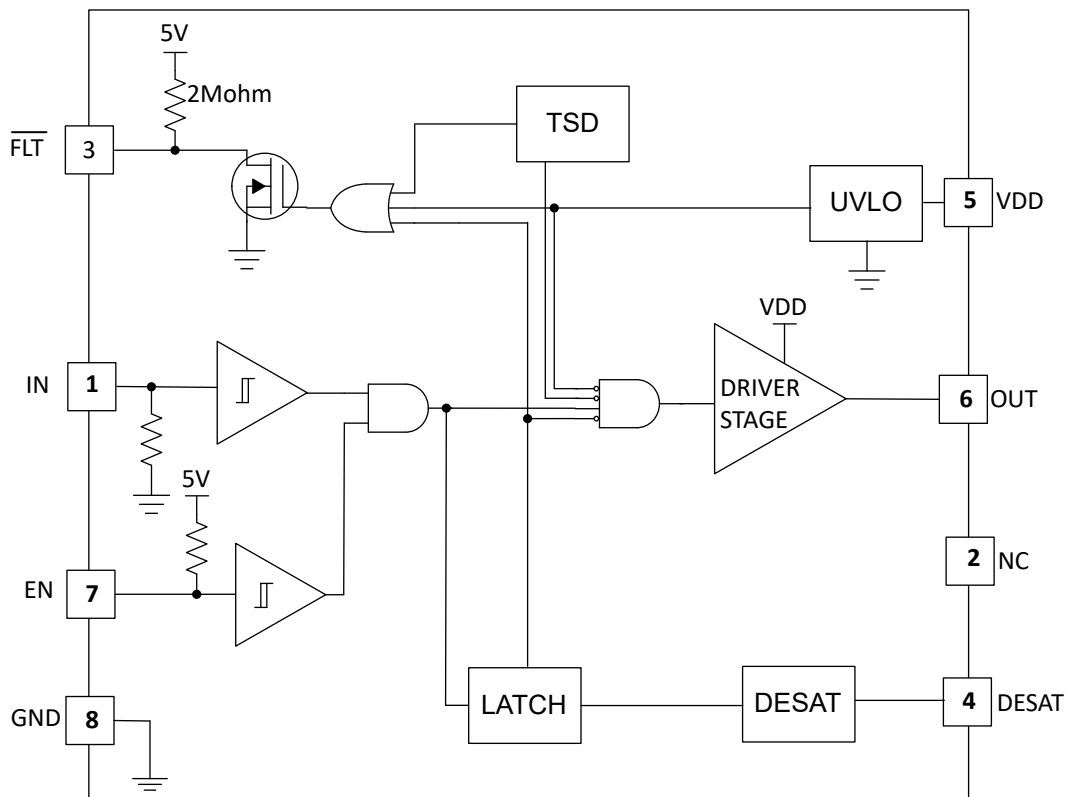 5V
2Mohm
FLT
3
TSD
UVLO
5
VDD
VDD
IN
1
DRIVER
STAGE
6
OUT
5V
2
NC
EN
7
GND
8
LATCH
DESAT
4
DESAT